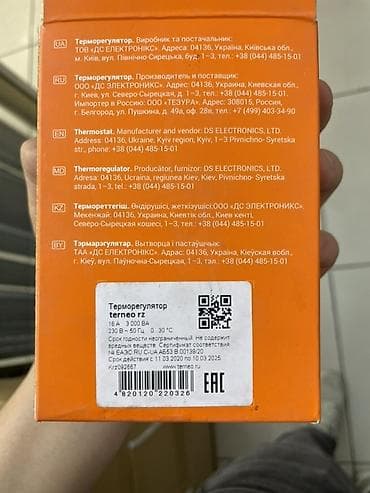 UA Терморегулятор. Виробник та постачальник:
ТОВ «ДС ЕЛЕКТРОНІКС». Адреса: 04136, Україна, Київська обл.,
м. Київ, вул. Північно-Сирецька, буд. 1–3, тел.: +38 (044) 485-15-01
RU Терморегулятор. Производитель и поставщик:
ООО «ДС ЭЛЕКТРОНИКС». Адрес: 04136, Украина, Киевская обл.,
г. Киев, ул. Северо-Сырецкая, д. 1–3, тел.: +38 (044) 485-15-01.
Импортер в Россию: ООО «ТЕЗУРА». Адрес: 308015, Россия,
г. Белгород, ул. Пушкина, д. 49а, оф. 28в, тел.: +7 (499) 403-34-90
EN Thermostat. Manufacturer and vendor: DS ELECTRONICS, LTD.
Address: 04136, Ukraine, Kyiv region, Kyiv, 1–3 Pivnichno- Syretska
str., phone: +38 (044) 485-15-01
MD Thermoregulator. Producător, furnizor: DS ELECTRONICS, LTD.
Adresa: 04136, Ucraina, regiunea Kiev, Kiev, Pivnichno- Syretska
strada, 1–3, tel.: +38 (044) 485-15-01
KZ Термореттегіш. Өндірушісі, жеткізушісі:ООО «ДС ЭЛЕКТРОНИКС».
Мекенжай: 04136, Украина, Киевтік обл., Киев кенті,
Северо-Сырецкая көшесі, 1–3, тел.: +38 (044) 485-15-01
BY Тэрмарэгулятар. Вытворца і пастаўшчык:
ТАА «ДС ЕЛЕКТРОНІКС». Адрас: 04136, Украіна, Кіеўская вобл.,
г. Кіеў, вул. Паўночна-Сырецкая, 1–3, тэл.: +38 (044) 485-15-01
Терморегулятор
terneo rz
16 А 3 000 ВА
230 В ~ 50 Гц 0...30 °C
Срок годности неограниченный. Не содержит
вредных веществ. Сертификат соответствия
№ ЕАЭС RU C-UA.АБ53.В.00139/20
Срок действия с 11.03.2020 по 10.03.2025
Krz092667 www.terneo.ru
EAC
4 820120 220326